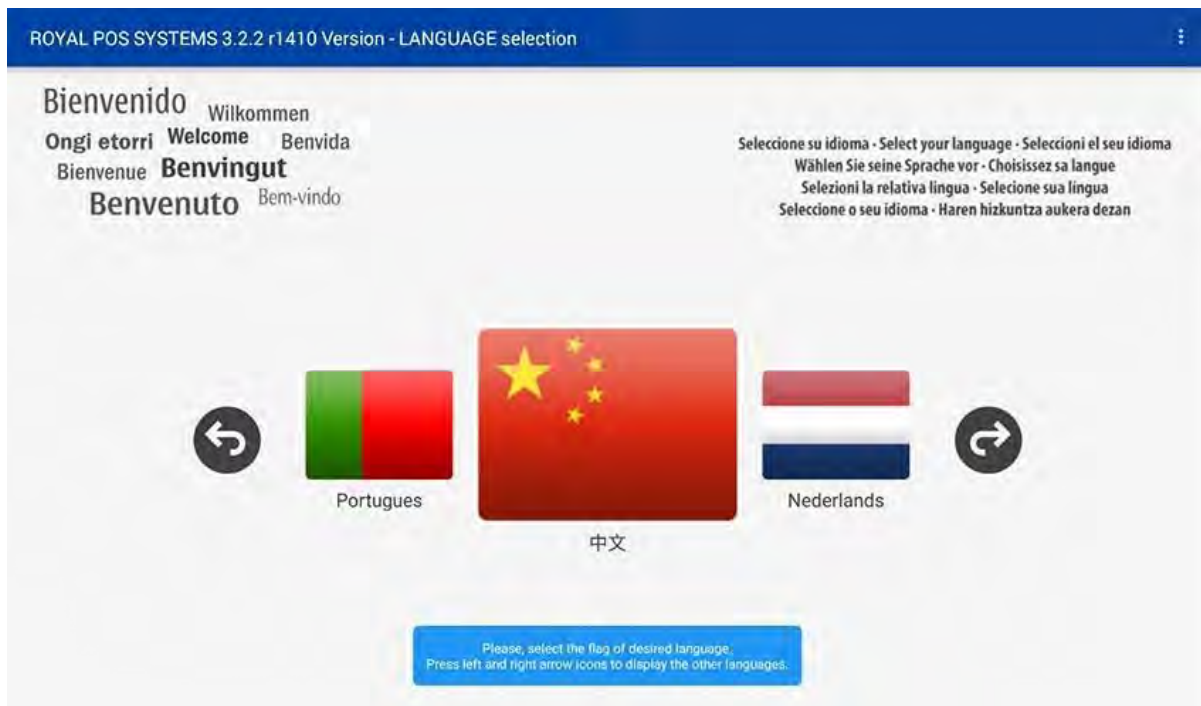 ROYAL POS SYSTEMS 3.2.2 r1410 Version - LANGUAGE selection
Bienvenido Wilkommen
Ongi etorri Welcome Benvida
Bienvenue Benvingut
Benvenuto Bem-vindo
Seleccione su idioma - Select your language - Seleccioni el seu idioma
Wählen Sie seine Sprache vor - Choisissez sa langue
Selezioni la relativa lingua - Selecione sua língua
Seleccione o seu idioma - Haren hizkuntza aukera dezan
Portugues
中文
Nederlands
Please, select the flag of desired language.
Press left and right arrow icons to display the other languages.